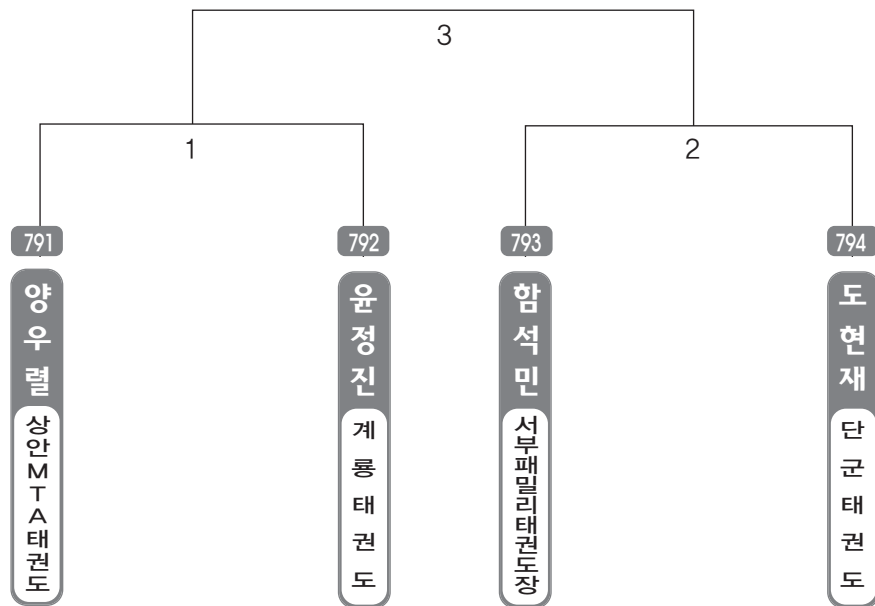 3
1
2
791
792
793
794
양우렬
윤정진
함석민
도현재
상안MTA태권도
계룡태권도
서부패밀리태권도장
단군태권도